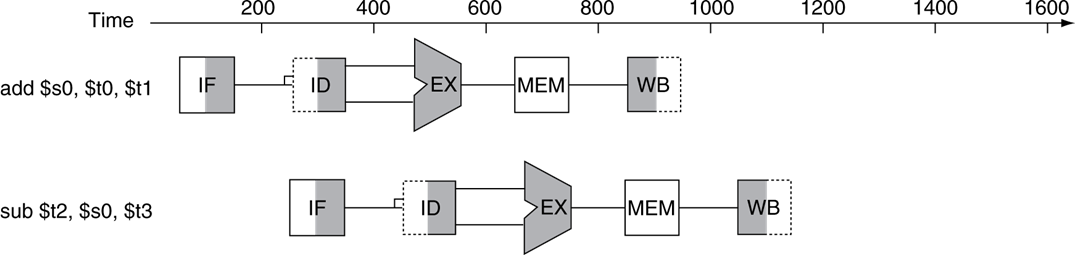 Time 200 400 600 800 1000 1200 1400 1600
add $s0, $t0, $t1 IF ID EX MEM WB
sub $t2, $s0, $t3 IF ID EX MEM WB